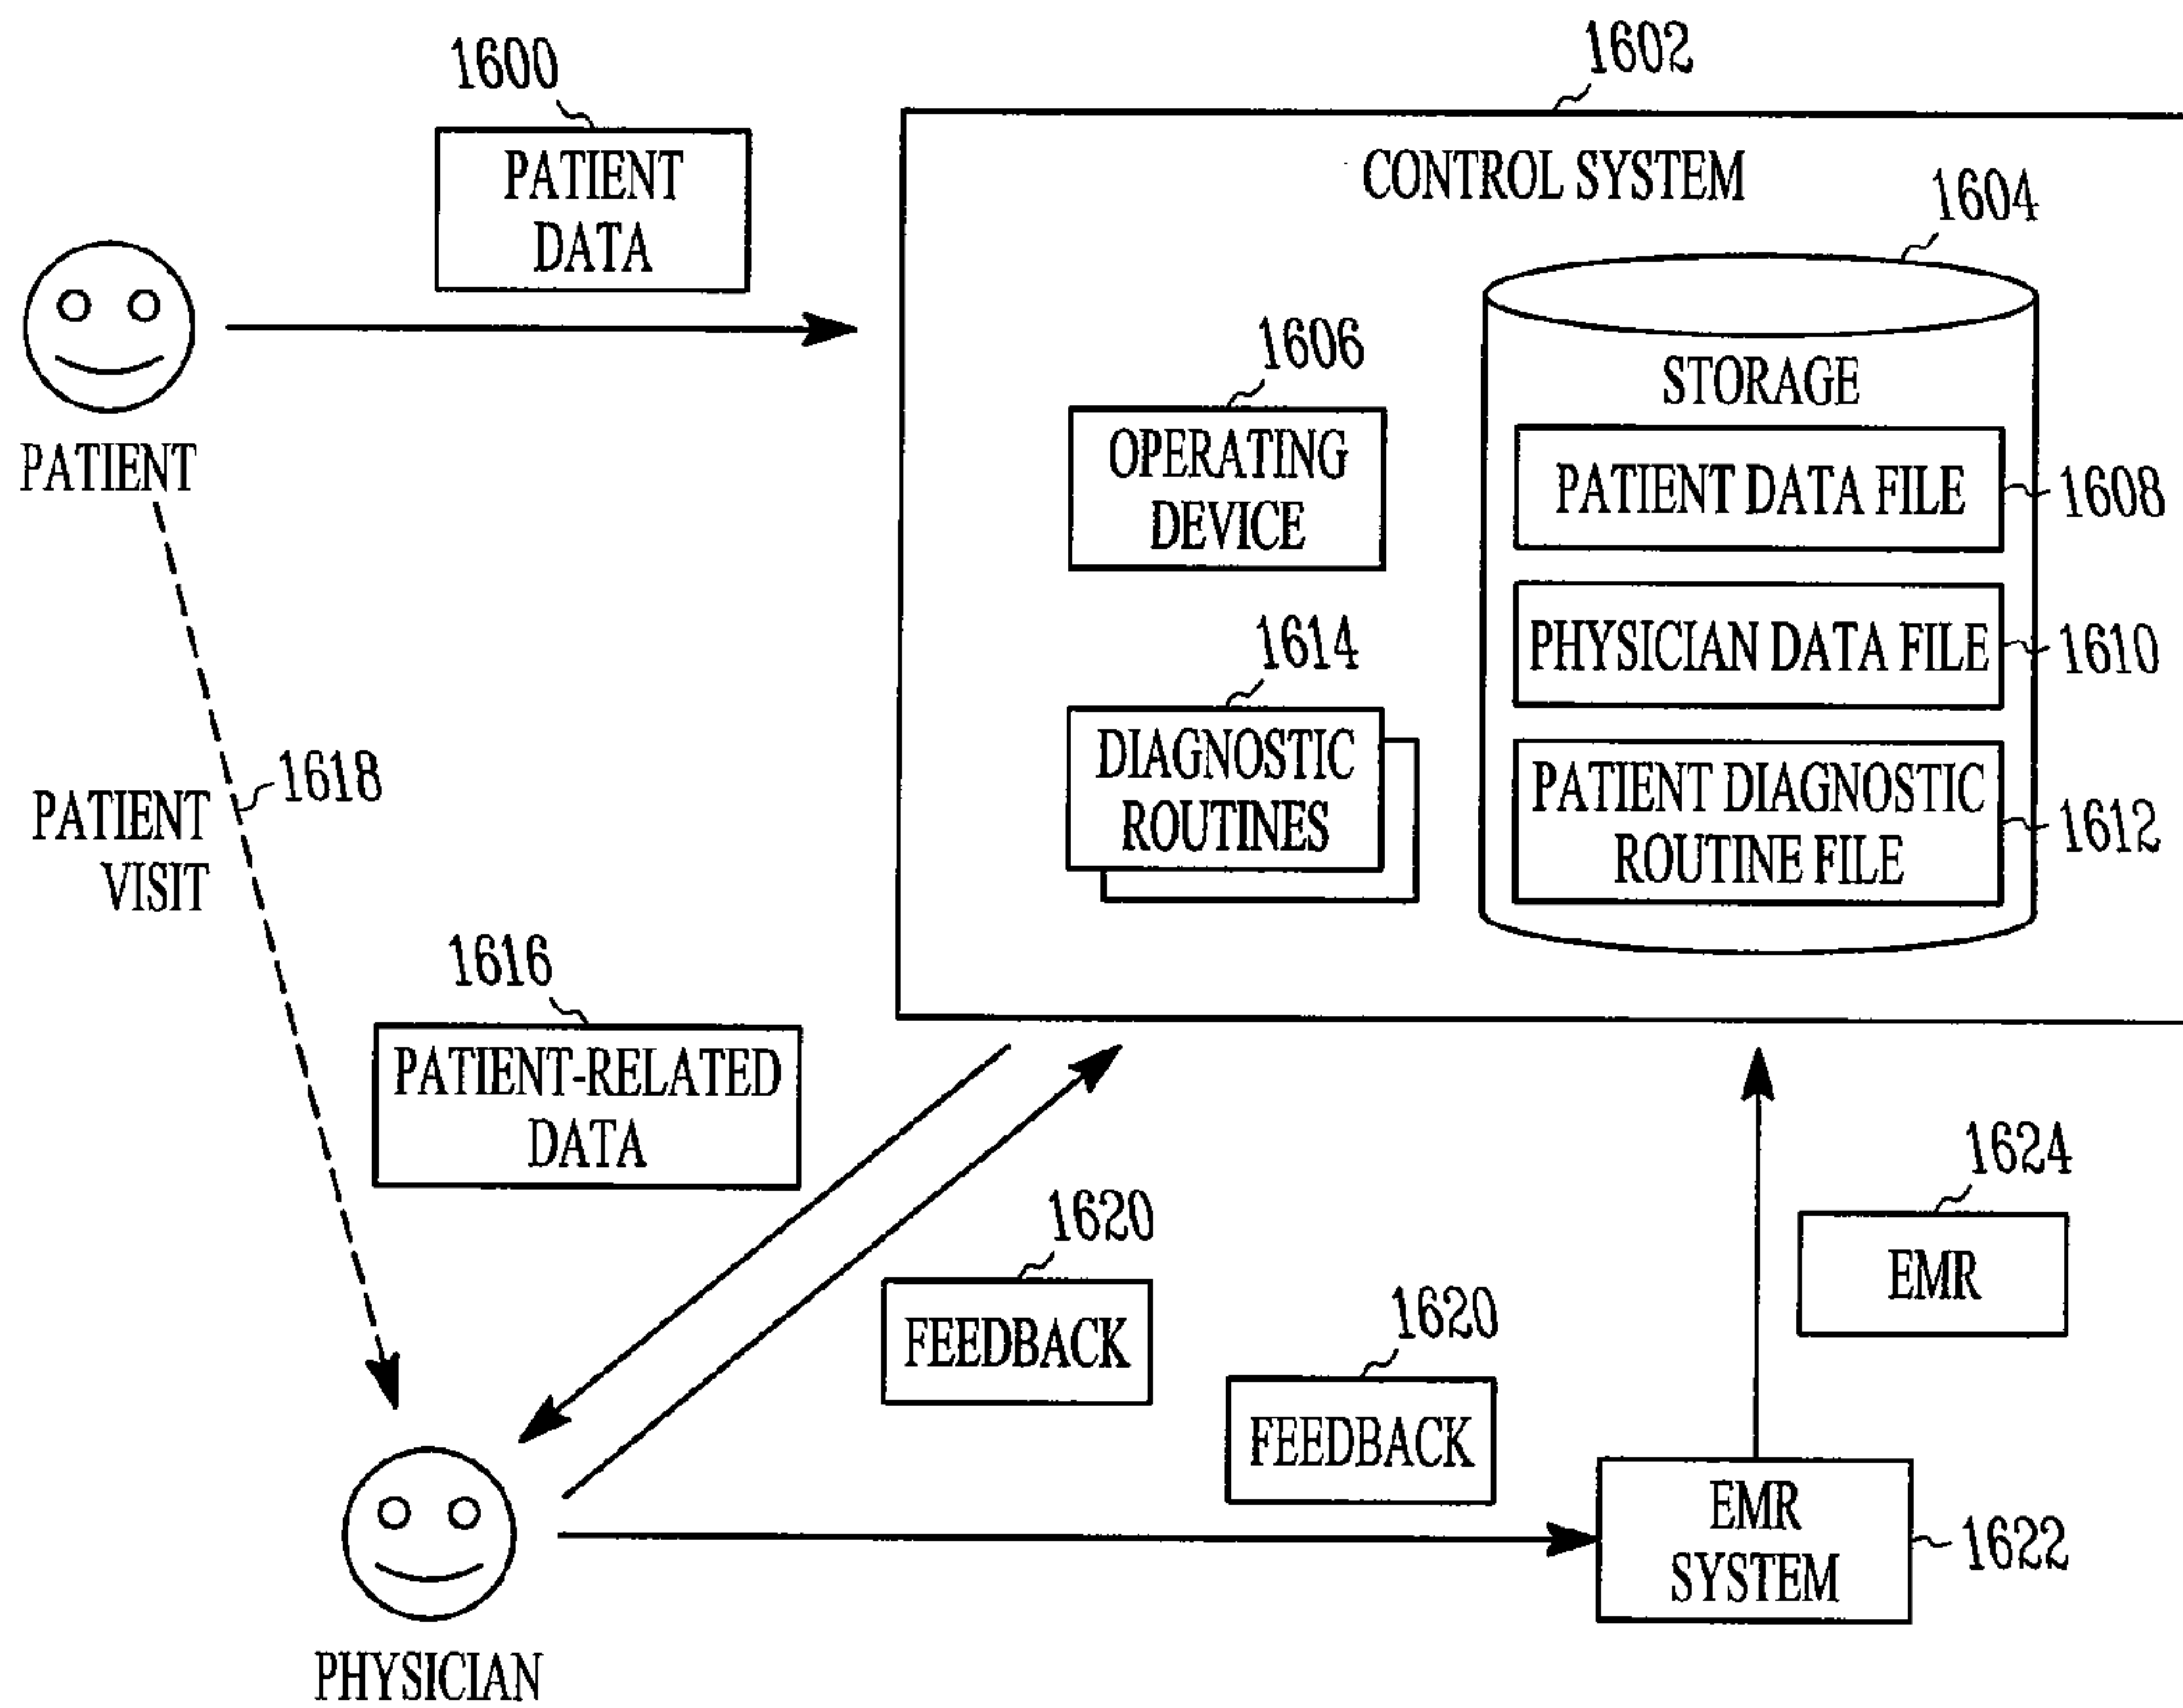 1600
PATIENT
DATA
1602
CONTROL SYSTEM
1604
STORAGE
1606
OPERATING
DEVICE
PATIENT DATA FILE
1608
PHYSICIAN DATA FILE
1610
1614
DIAGNOSTIC
ROUTINES
PATIENT DIAGNOSTIC
ROUTINE FILE
1612
PATIENT
1618
PATIENT
VISIT
1616
PATIENT-RELATED
DATA
1620
FEEDBACK
1620
FEEDBACK
1624
EMR
EMR
SYSTEM
1622
PHYSICIAN